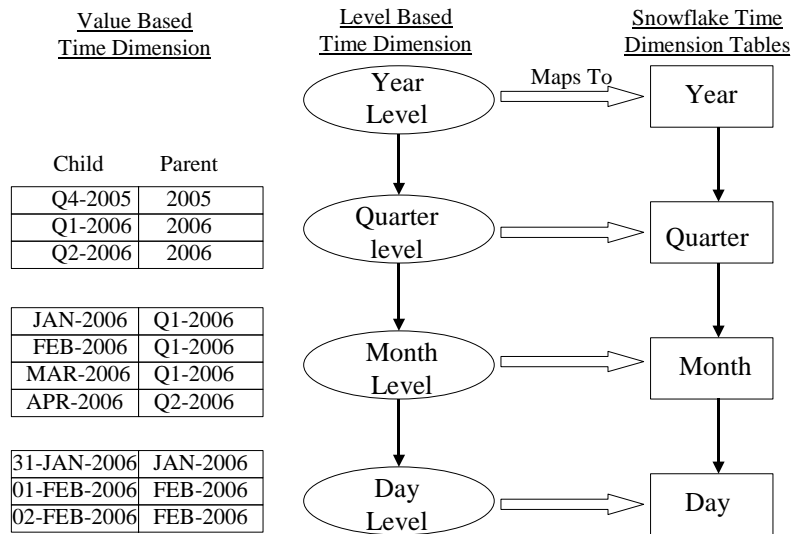 Value Based
Time Dimension
Level Based
Time Dimension
Snowflake Time
Dimension Tables
Year
Level
Maps To
Year
Child Parent
Q4-2005 2005
Q1-2006 2006
Q2-2006 2006
Quarter
level
Quarter
JAN-2006 Q1-2006
FEB-2006 Q1-2006
MAR-2006 Q1-2006
APR-2006 Q2-2006
Month
Level
Month
31-JAN-2006 JAN-2006
01-FEB-2006 FEB-2006
02-FEB-2006 FEB-2006
Day
Level
Day